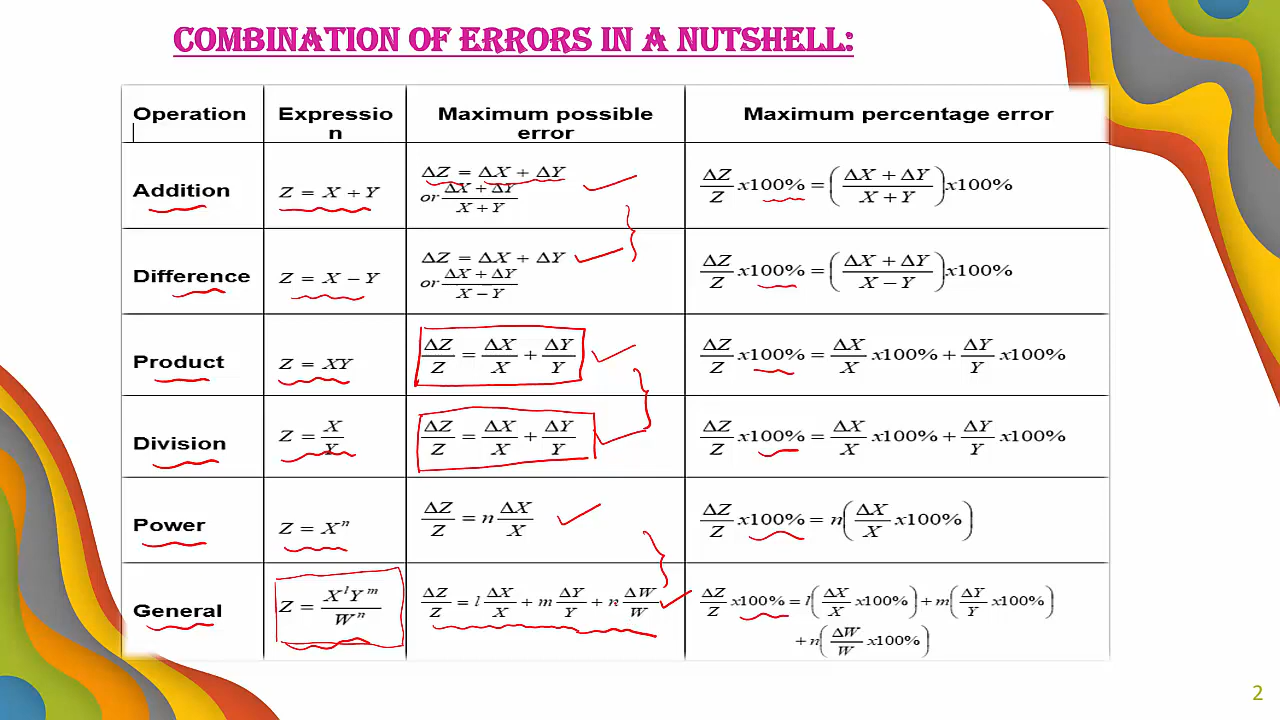 COMBINATION OF ERRORS IN A NUTSHELL:
Operation
Expressio
n
Maximum possible
error
Maximum percentage error
Addition
Z = X + Y
ΔZ = ΔX + ΔY
or (ΔX + ΔY)/(X + Y)
ΔZ/Z x100% = ((ΔX + ΔY)/(X + Y))x100%
Difference
Z = X − Y
ΔZ = ΔX + ΔY
or (ΔX + ΔY)/(X − Y)
ΔZ/Z x100% = ((ΔX + ΔY)/(X − Y))x100%
Product
Z = XY
ΔZ/Z = ΔX/X + ΔY/Y
ΔZ/Z x100% = ΔX/X x100% + ΔY/Y x100%
Division
Z = X/Y
ΔZ/Z = ΔX/X + ΔY/Y
ΔZ/Z x100% = ΔX/X x100% + ΔY/Y x100%
Power
Z = Xⁿ
ΔZ/Z = n ΔX/X
ΔZ/Z x100% = n(ΔX/X x100%)
General
Z = XˡYᵐ/Wⁿ
ΔZ/Z = l ΔX/X + m ΔY/Y + n ΔW/W
ΔZ/Z x100% = l(ΔX/X x100%) + m(ΔY/Y x100%)
+ n(ΔW/W x100%)
2